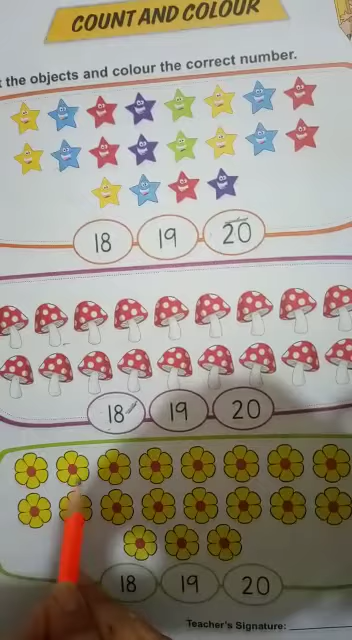 COUNT AND COLOUR
the objects and colour the correct number.
18 19 20
18 19 20
18 19 20
Teacher's Signature: